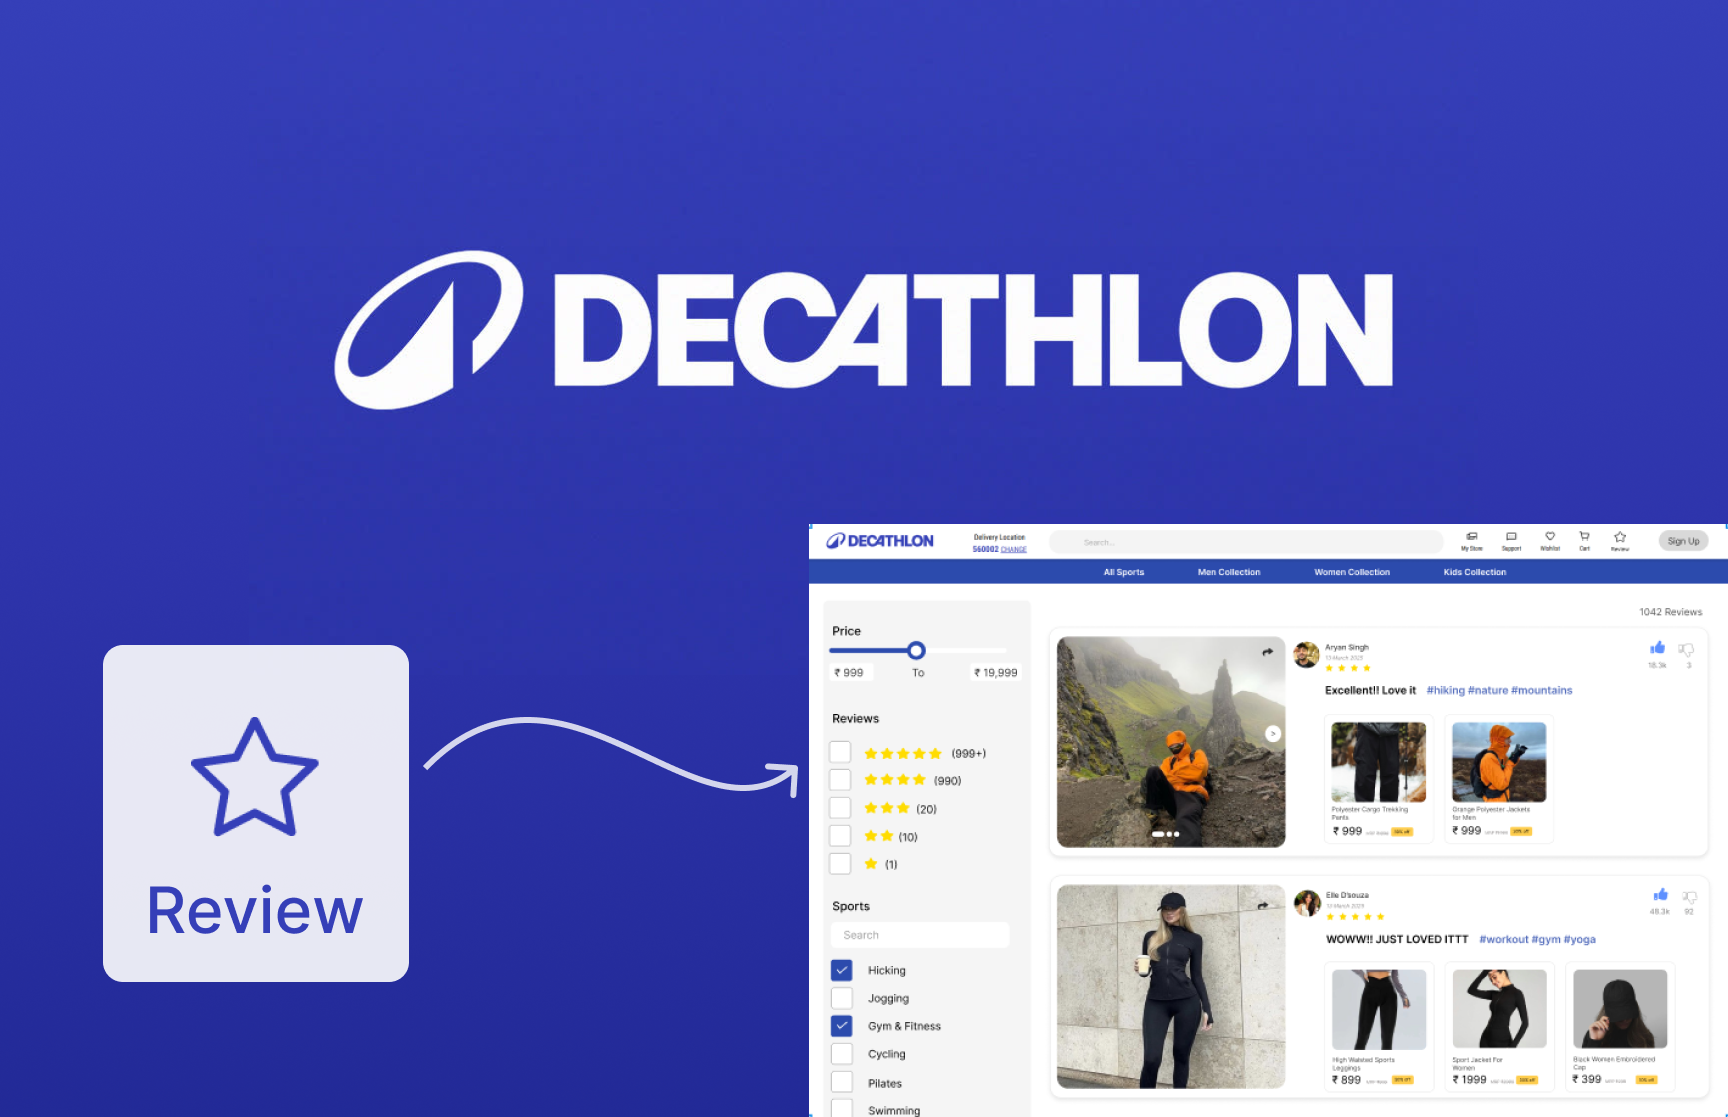 DECATHLON
Review
DECATHLON
Delivery Location
560002 CHANGE
Search...
My Store
Support
Wishlist
Cart
Review
Sign Up
All Sports
Men Collection
Women Collection
Kids Collection
Price
₹ 999
To
₹ 19,999
Reviews
(999+)
(990)
(20)
(10)
(1)
Sports
Search
Hicking
Jogging
Gym & Fitness
Cycling
Pilates
Swimming
1042 Reviews
Aryan Singh
13 March 2023
18.3k
3
Excellent!! Love it #hiking #nature #mountains
>
Polyester Cargo Trekking
Pants
₹ 999
Orange Polyester Jackets
for Men
₹ 999
Elle D'souza
48.3k
92
WOWW!! JUST LOVED ITTT #workout #gym #yoga
High Waisted Sports
Leggings
₹ 899
Sport Jacket For
Women
₹ 1999
Black Women Embroidered
Cap
₹ 399